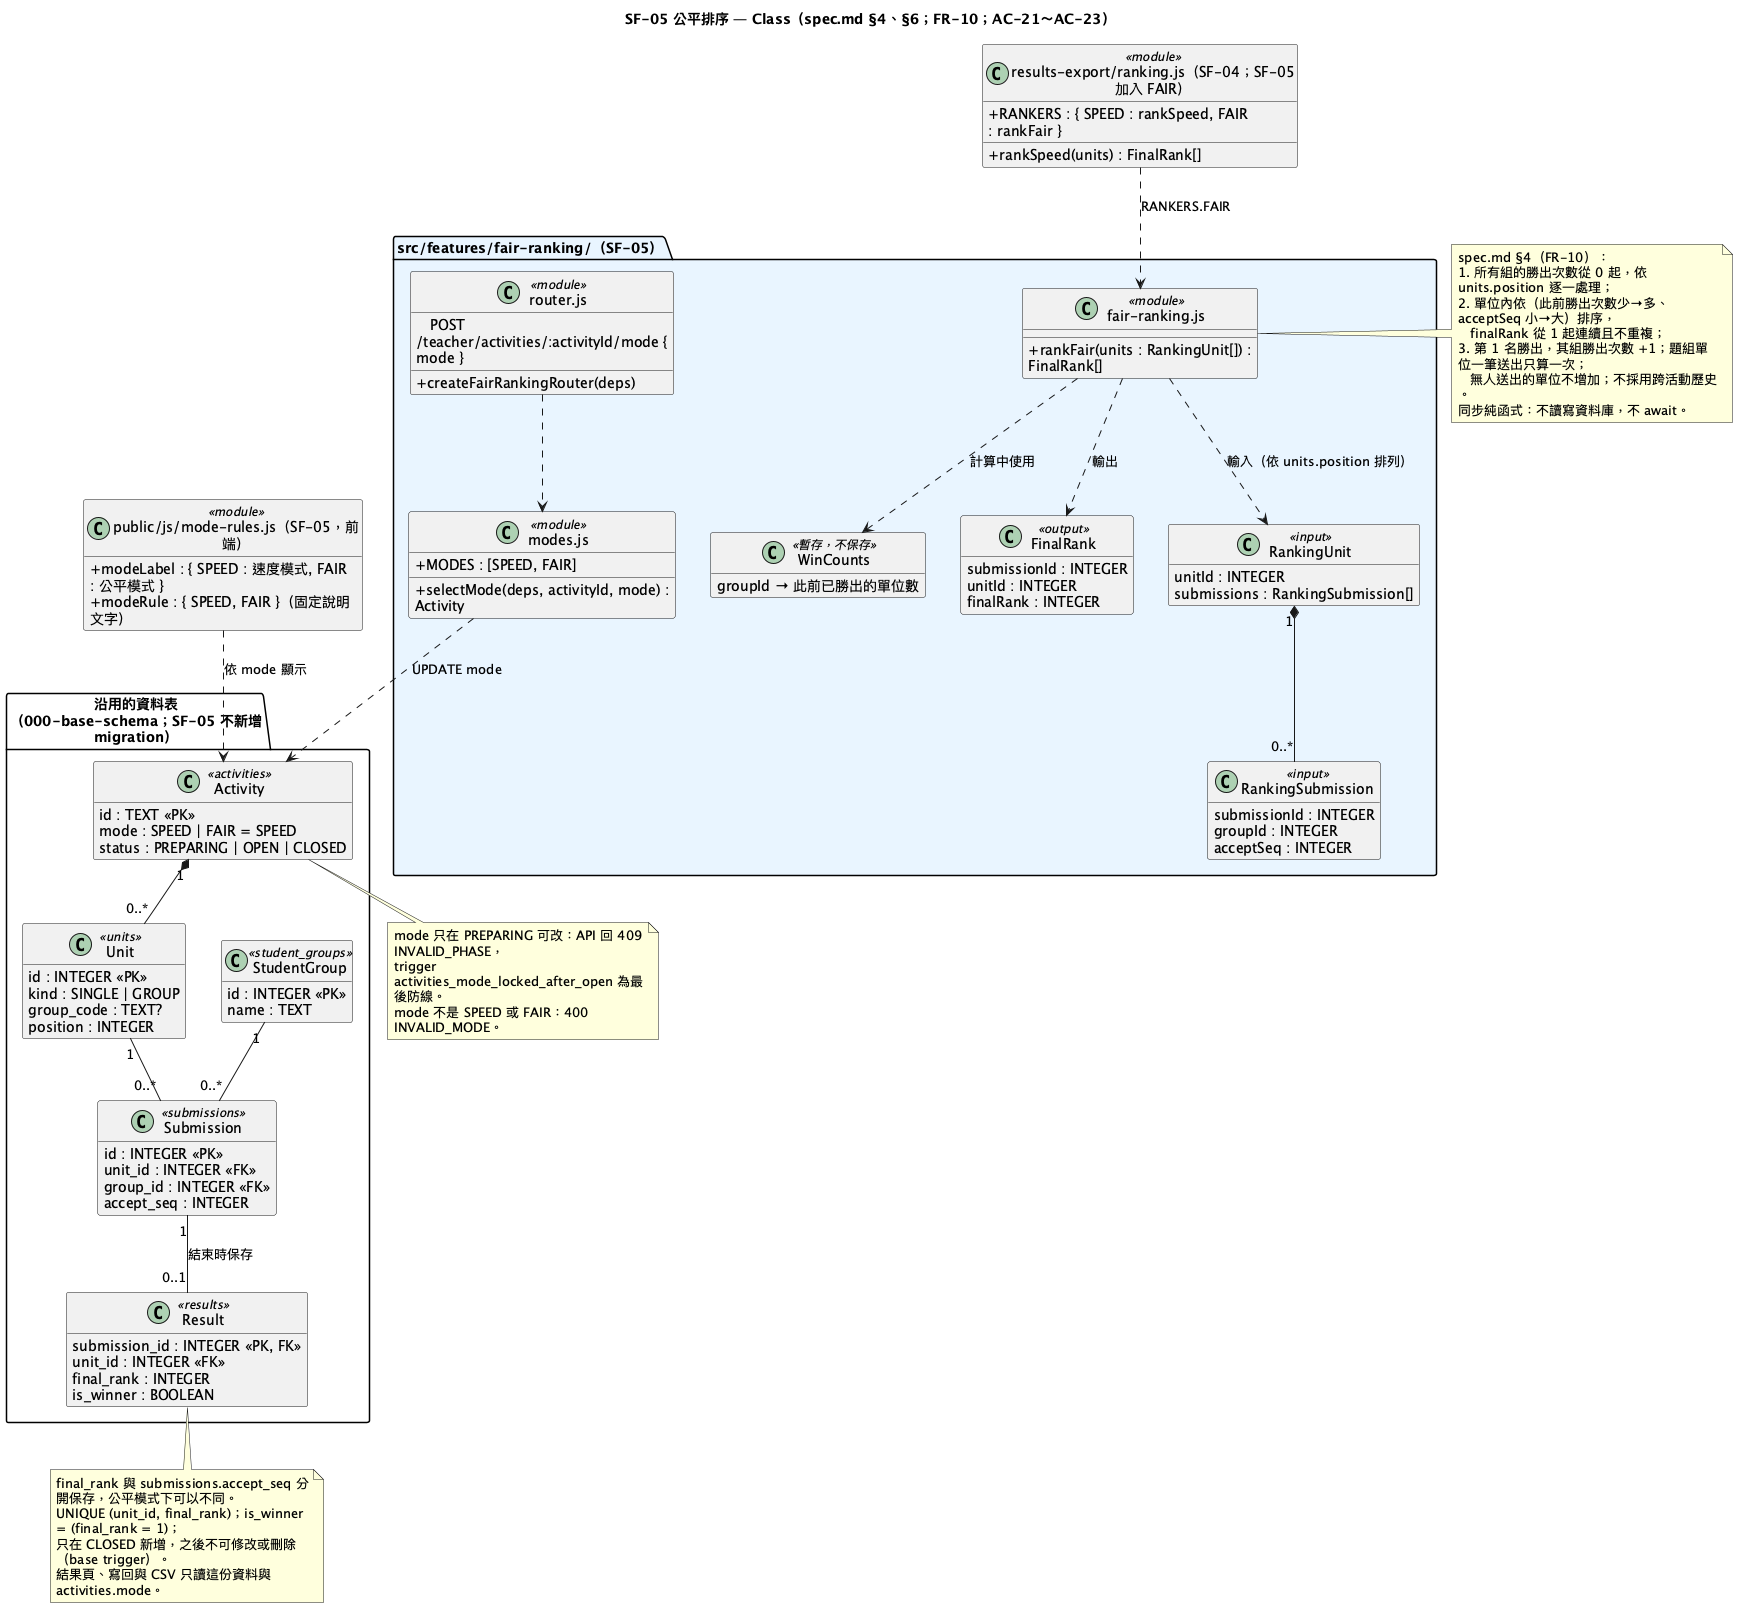 SF-05 公平排序 — Class（spec.md §4、§6；FR-10；AC-21～AC-23）
«module»
results-export/ranking.js（SF-04；SF-05
加入 FAIR）
+RANKERS : { SPEED : rankSpeed, FAIR
: rankFair }
+rankSpeed(units) : FinalRank[]
RANKERS.FAIR
src/features/fair-ranking/（SF-05）
«module»
router.js
POST
/teacher/activities/:activityId/mode {
mode }
+createFairRankingRouter(deps)
«module»
fair-ranking.js
+rankFair(units : RankingUnit[]) :
FinalRank[]
spec.md §4（FR-10）：
1. 所有組的勝出次數從 0 起，依
units.position 逐一處理；
2. 單位內依（此前勝出次數少→多、
acceptSeq 小→大）排序，
finalRank 從 1 起連續且不重複；
3. 第 1 名勝出，其組勝出次數 +1；題組單
位一筆送出只算一次；
無人送出的單位不增加；不採用跨活動歷史
。
同步純函式：不讀寫資料庫，不 await。
計算中使用
輸出
輸入（依 units.position 排列）
«module»
public/js/mode-rules.js（SF-05，前
端）
+modeLabel : { SPEED : 速度模式, FAIR
: 公平模式 }
+modeRule : { SPEED, FAIR }（固定說明
文字）
«module»
modes.js
+MODES : [SPEED, FAIR]
+selectMode(deps, activityId, mode) :
Activity
«暫存，不保存»
WinCounts
groupId → 此前已勝出的單位數
«output»
FinalRank
submissionId : INTEGER
unitId : INTEGER
finalRank : INTEGER
«input»
RankingUnit
unitId : INTEGER
submissions : RankingSubmission[]
1
0..*
依 mode 顯示
UPDATE mode
沿用的資料表
（000-base-schema；SF-05 不新增
migration）
«activities»
Activity
id : TEXT «PK»
mode : SPEED | FAIR = SPEED
status : PREPARING | OPEN | CLOSED
«input»
RankingSubmission
submissionId : INTEGER
groupId : INTEGER
acceptSeq : INTEGER
1
0..*
«units»
Unit
id : INTEGER «PK»
kind : SINGLE | GROUP
group_code : TEXT?
position : INTEGER
«student_groups»
StudentGroup
id : INTEGER «PK»
name : TEXT
mode 只在 PREPARING 可改：API 回 409
INVALID_PHASE，
trigger
activities_mode_locked_after_open 為最
後防線。
mode 不是 SPEED 或 FAIR：400
INVALID_MODE。
1
1
0..*
0..*
«submissions»
Submission
id : INTEGER «PK»
unit_id : INTEGER «FK»
group_id : INTEGER «FK»
accept_seq : INTEGER
1
結束時保存
0..1
«results»
Result
submission_id : INTEGER «PK, FK»
unit_id : INTEGER «FK»
final_rank : INTEGER
is_winner : BOOLEAN
final_rank 與 submissions.accept_seq 分
開保存，公平模式下可以不同。
UNIQUE (unit_id, final_rank)；is_winner
= (final_rank = 1)；
只在 CLOSED 新增，之後不可修改或刪除
（base trigger）。
結果頁、寫回與 CSV 只讀這份資料與
activities.mode。